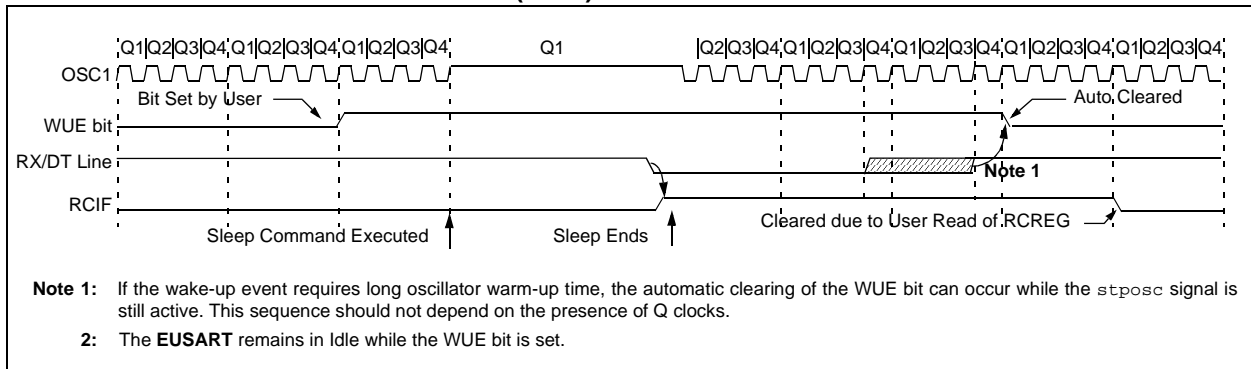 Q1|Q2|Q3|Q4|Q1|Q2|Q3|Q4|Q1|Q2|Q3|Q4| Q1 |Q2|Q3|Q4|Q1|Q2|Q3|Q4|Q1|Q2|Q3|Q4|Q1|Q2|Q3|Q4|Q1|Q2|Q3|Q4
OSC1
Bit Set by User
Auto Cleared
WUE bit
RX/DT Line
Note 1
RCIF
Cleared due to User Read of RCREG
Sleep Command Executed
Sleep Ends
Note 1: If the wake-up event requires long oscillator warm-up time, the automatic clearing of the WUE bit can occur while the stposc signal is
still active. This sequence should not depend on the presence of Q clocks.
2: The EUSART remains in Idle while the WUE bit is set.